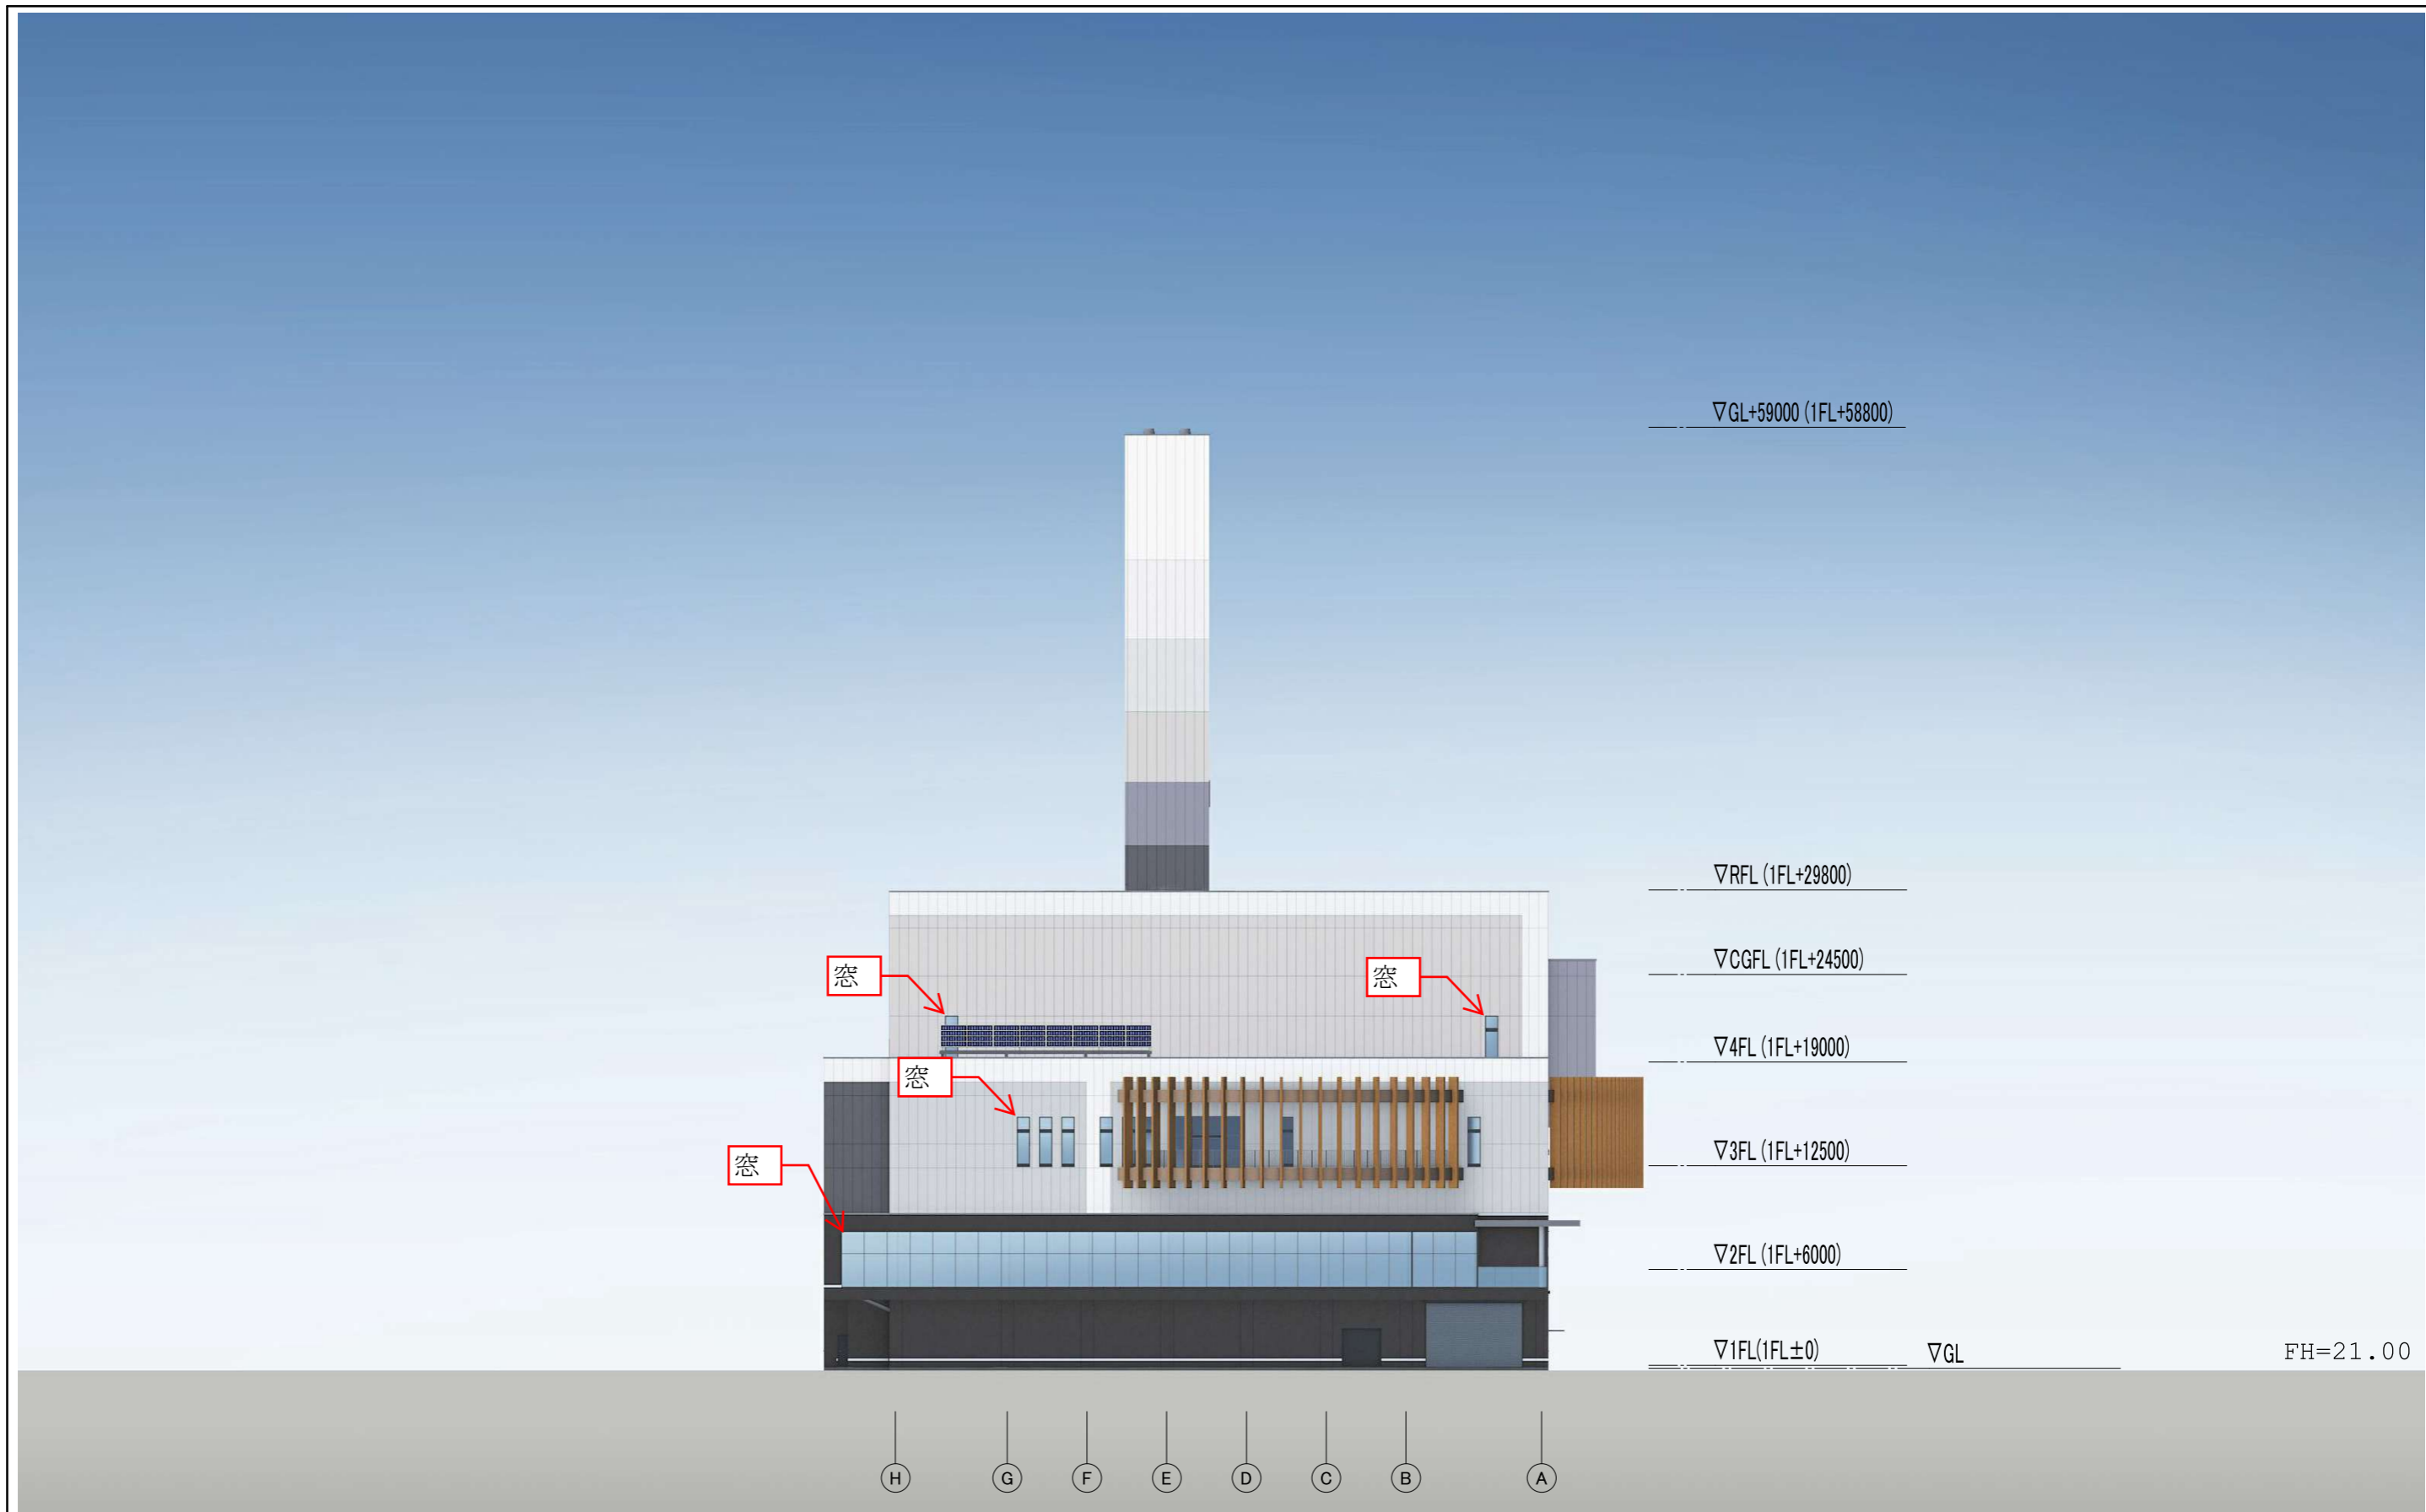 ▽GL+59000(1FL+58800)
▽RFL(1FL+29800)
窓
窓
▽CGFL(1FL+24500)
▽4FL(1FL+19000)
窓
▽3FL(1FL+12500)
窓
▽2FL(1FL+6000)
▽1FL(1FL±0) ▽GL FH=21.00
H G F E D C B A